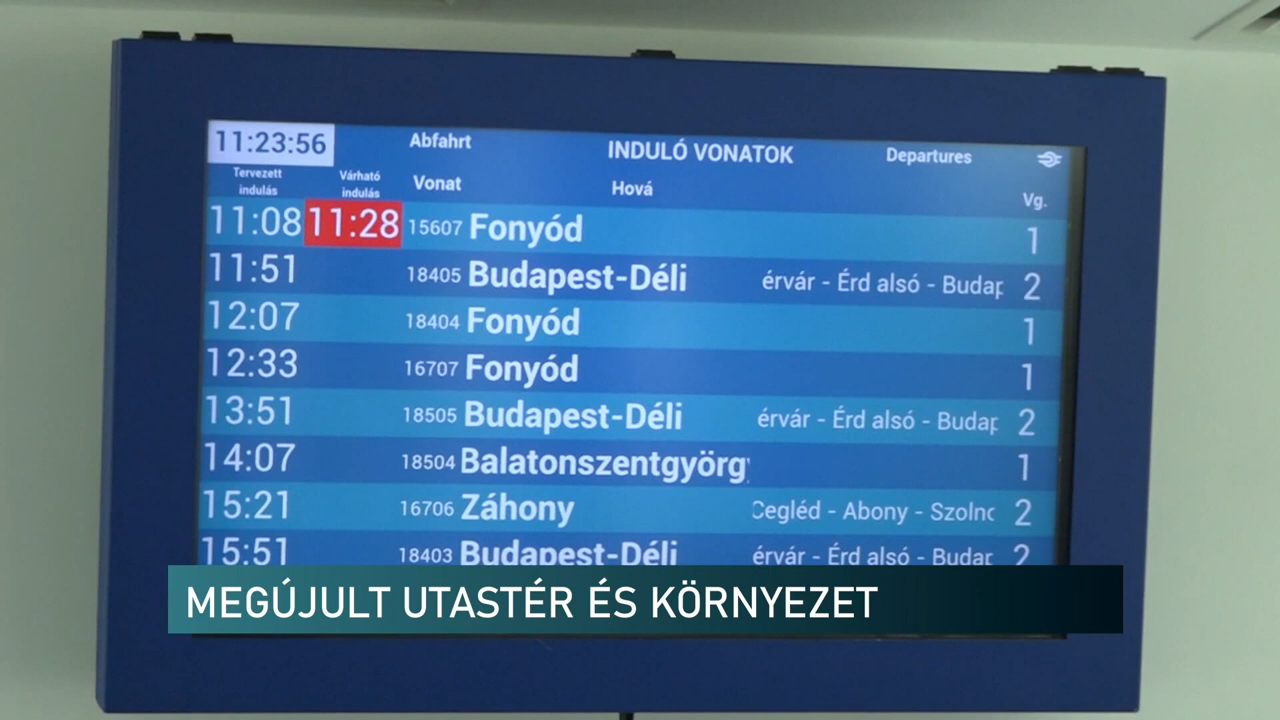 11:23:56 Abfahrt INDULÓ VONATOK Departures
Tervezett indulás Várható indulás Vonat Hová Vg.
11:08 11:28 15607 Fonyód 1
11:51 18405 Budapest-Déli érvár - Érd alsó - Budap 2
12:07 18404 Fonyód 1
12:33 16707 Fonyód 1
13:51 18505 Budapest-Déli érvár - Érd alsó - Budap 2
14:07 18504 Balatonszentgyörg 1
15:21 16706 Záhony Cegléd - Abony - Szolno 2
15:51 18403 Budapest-Déli érvár - Érd alsó - Budap 2
MEGÚJULT UTASTÉR ÉS KÖRNYEZET